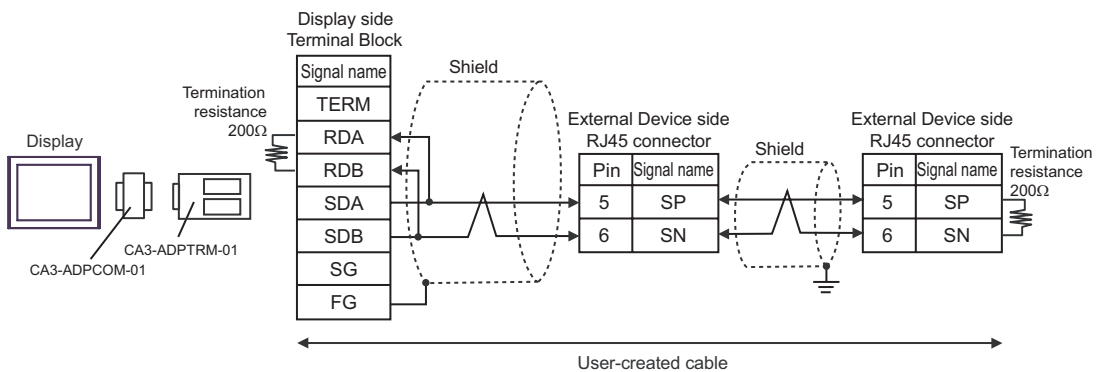 Display
CA3-ADPCOM-01
CA3-ADPTRM-01
Termination
resistance
200Ω
Display side
Terminal Block
Signal name
TERM
RDA
RDB
SDA
SDB
SG
FG
Shield
External Device side
RJ45 connector
Pin Signal name
5 SP
6 SN
Shield
External Device side
RJ45 connector
Pin Signal name
5 SP
6 SN
Termination
resistance
200Ω
User-created cable